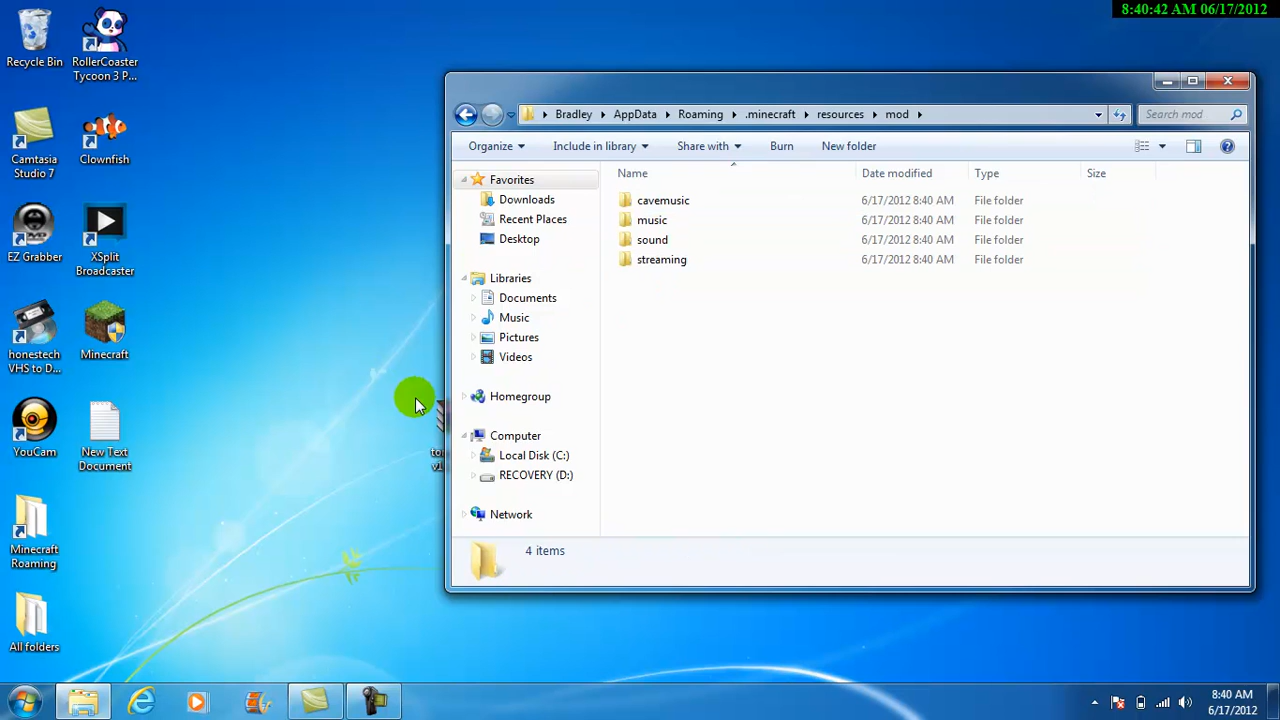 8:40:42 AM 06/17/2012
Recycle Bin
RollerCoaster
Tycoon 3 P...
Camtasia
Studio 7
Clownfish
EZ Grabber
XSplit
Broadcaster
honestech
VHS to D...
Minecraft
YouCam
New Text
Document
Minecraft
Roaming
All folders
Bradley
AppData
Roaming
.minecraft
resources
mod
Search mod
Organize
Include in library
Share with
Burn
New folder
Name
Date modified
Type
Size
Favorites
Downloads
Recent Places
Desktop
Libraries
Documents
Music
Pictures
Videos
Homegroup
Computer
Local Disk (C:)
RECOVERY (D:)
Network
cavemusic 6/17/2012 8:40 AM File folder
music 6/17/2012 8:40 AM File folder
sound 6/17/2012 8:40 AM File folder
streaming 6/17/2012 8:40 AM File folder
4 items
8:40 AM
6/17/2012